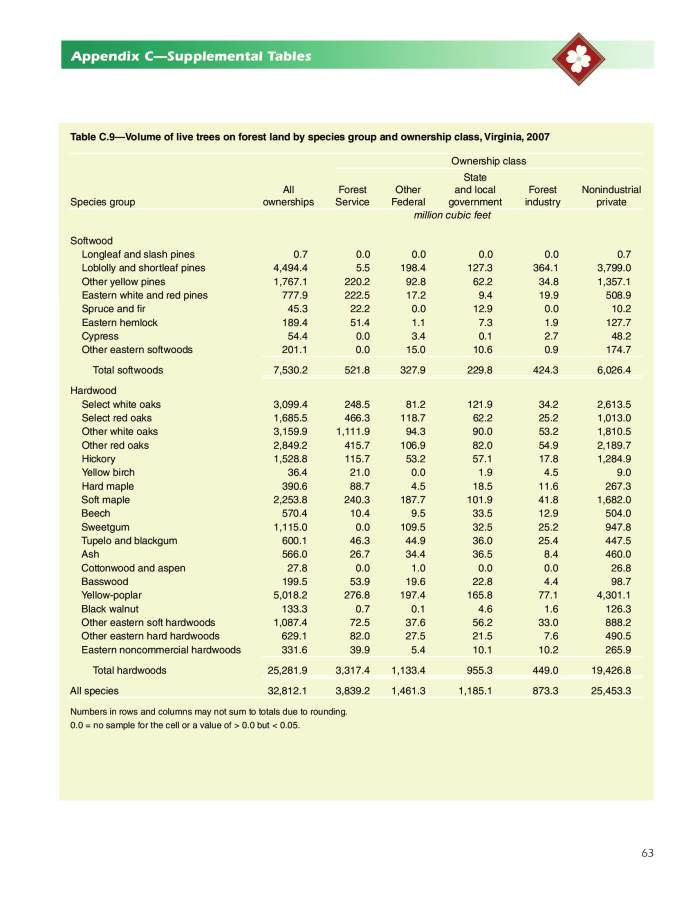 Appendix C—Supplemental Tables
Table C.9—Volume of live trees on forest land by species group and ownership class, Virginia, 2007
Ownership class
State
All Forest Other and local Forest Nonindustrial
Species group ownerships Service Federal government industry private
million cubic feet
Softwood
Longleaf and slash pines 0.7 0.0 0.0 0.0 0.0 0.7
Loblolly and shortleaf pines 4,494.4 5.5 198.4 127.3 364.1 3,799.0
Other yellow pines 1,767.1 220.2 92.8 62.2 34.8 1,357.1
Eastern white and red pines 777.9 222.5 17.2 9.4 19.9 508.9
Spruce and fir 45.3 22.2 0.0 12.9 0.0 10.2
Eastern hemlock 189.4 51.4 1.1 7.3 1.9 127.7
Cypress 54.4 0.0 3.4 0.1 2.7 48.2
Other eastern softwoods 201.1 0.0 15.0 10.6 0.9 174.7
Total softwoods 7,530.2 521.8 327.9 229.8 424.3 6,026.4
Hardwood
Select white oaks 3,099.4 248.5 81.2 121.9 34.2 2,613.5
Select red oaks 1,685.5 466.3 118.7 62.2 25.2 1,013.0
Other white oaks 3,159.9 1,111.9 94.3 90.0 53.2 1,810.5
Other red oaks 2,849.2 415.7 106.9 82.0 54.9 2,189.7
Hickory 1,528.8 115.7 53.2 57.1 17.8 1,284.9
Yellow birch 36.4 21.0 0.0 1.9 4.5 9.0
Hard maple 390.6 88.7 4.5 18.5 11.6 267.3
Soft maple 2,253.8 240.3 187.7 101.9 41.8 1,682.0
Beech 570.4 10.4 9.5 33.5 12.9 504.0
Sweetgum 1,115.0 0.0 109.5 32.5 25.2 947.8
Tupelo and blackgum 600.1 46.3 44.9 36.0 25.4 447.5
Ash 566.0 26.7 34.4 36.5 8.4 460.0
Cottonwood and aspen 27.8 0.0 1.0 0.0 0.0 26.8
Basswood 199.5 53.9 19.6 22.8 4.4 98.7
Yellow-poplar 5,018.2 276.8 197.4 165.8 77.1 4,301.1
Black walnut 133.3 0.7 0.1 4.6 1.6 126.3
Other eastern soft hardwoods 1,087.4 72.5 37.6 56.2 33.0 888.2
Other eastern hard hardwoods 629.1 82.0 27.5 21.5 7.6 490.5
Eastern noncommercial hardwoods 331.6 39.9 5.4 10.1 10.2 265.9
Total hardwoods 25,281.9 3,317.4 1,133.4 955.3 449.0 19,426.8
All species 32,812.1 3,839.2 1,461.3 1,185.1 873.3 25,453.3
Numbers in rows and columns may not sum to totals due to rounding.
0.0 = no sample for the cell or a value of > 0.0 but < 0.05.
63